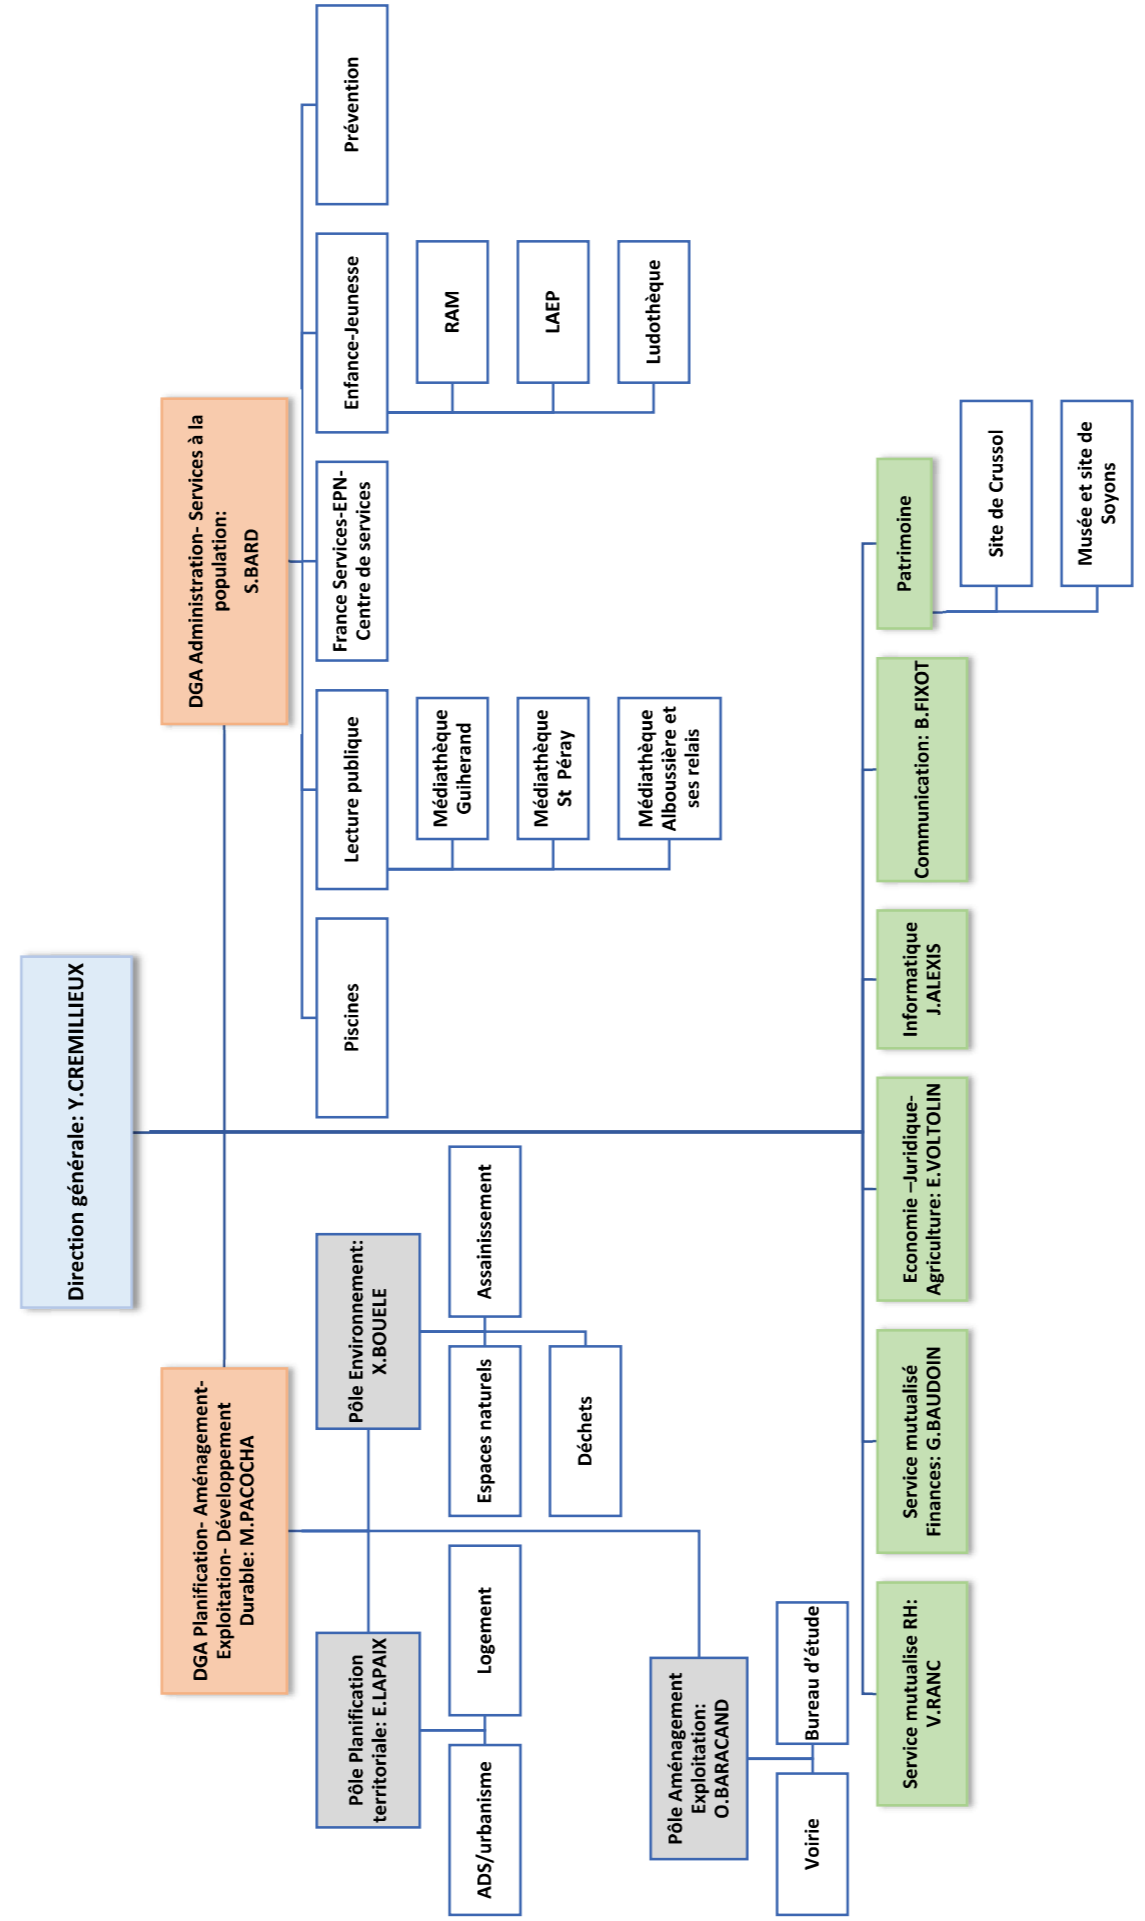 Direction générale: Y.CREMILLIEUX
DGA Planification- Aménagement-
Exploitation- Développement
Durable: M.PACOCHA
DGA Administration- Services à la
population:
S.BARD
Pôle Planification
territoriale: E.LAPAIX
Pôle Environnement:
X.BOUELE
Piscines
Lecture publique
France Services-EPN-
Centre de services
Enfance-Jeunesse
Prévention
ADS/urbanisme
Logement
Espaces naturels
Assainissement
Déchets
Médiathèque
Guiherand
Médiathèque
St Péray
Médiathèque
Alboussière et
ses relais
RAM
LAEP
Ludothèque
Pôle Aménagement
Exploitation:
O.BARACAND
Voirie
Bureau d’étude
Service mutualise RH:
V.RANC
Service mutualisé
Finances: G.BAUDOIN
Economie –Juridique-
Agriculture: E.VOLTOLIN
Informatique
J.ALEXIS
Communication: B.FIXOT
Patrimoine
Site de Crussol
Musée et site de
Soyons